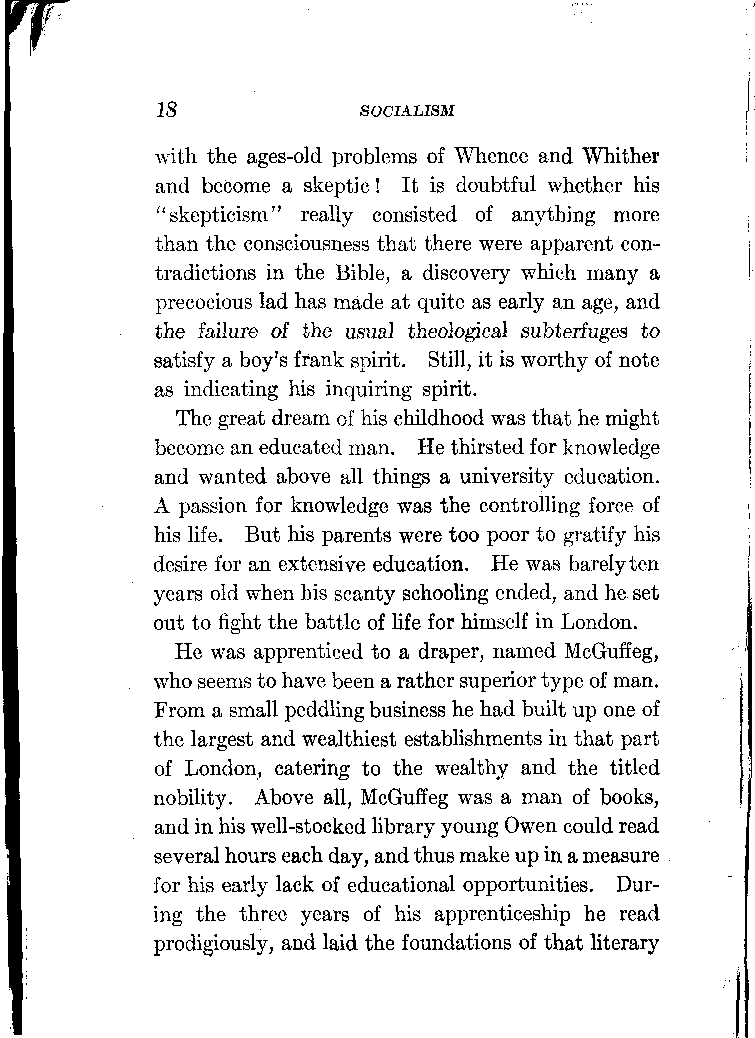 18 SOCIALISM
with the ages-old problems of Whence and Whither
and become a skeptic! It is doubtful whether his
"skepticism" really consisted of anything more
than the consciousness that there were apparent con-
tradictions in the Bible, a discovery which many a
precocious lad has made at quite as early an age, and
the failure of the usual theological subterfuges to
satisfy a boy's frank spirit. Still, it is worthy of note
as indicating his inquiring spirit.
The great dream of his childhood was that he might
become an educated man. He thirsted for knowledge
and wanted above all things a university education.
A passion for knowledge was the controlling force of
his life. But his parents were too poor to gratify his
desire for an extensive education. He was barely ten
years old when his scanty schooling ended, and he set
out to fight the battle of life for himself in London.
He was apprenticed to a draper, named McGuffeg,
who seems to have been a rather superior type of man.
From a small peddling business he had built up one of
the largest and wealthiest establishments in that part
of London, catering to the wealthy and the titled
nobility. Above all, McGuffeg was a man of books,
and in his well-stocked library young Owen could read
several hours each day, and thus make up in a measure
for his early lack of educational opportunities. Dur-
ing the three years of his apprenticeship he read
prodigiously, and laid the foundations of that literary